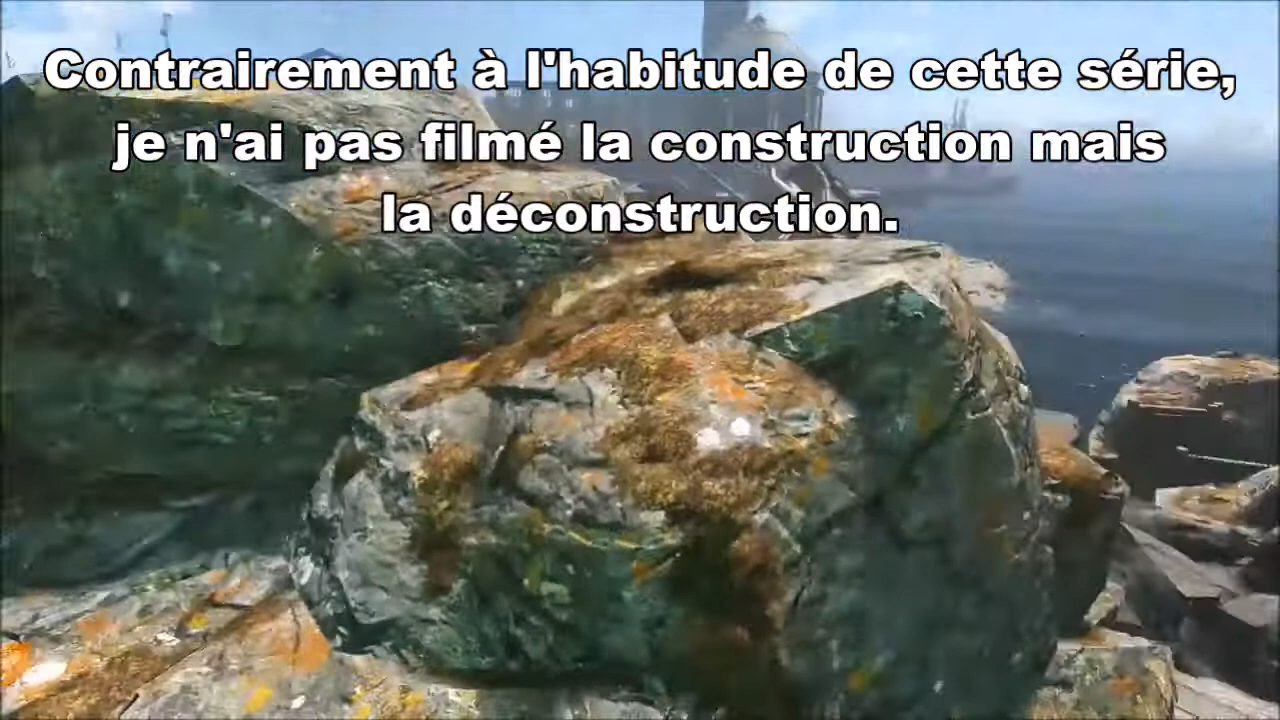 Contrairement à l'habitude de cette série,
je n'ai pas filmé la construction mais
la déconstruction.